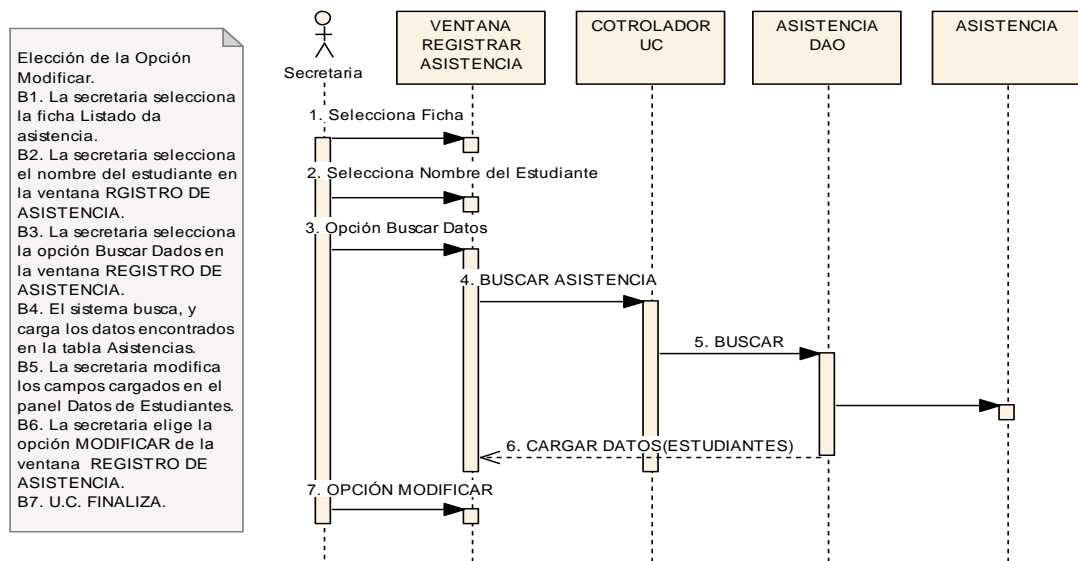 Elección de la Opción
Modificar.
B1. La secretaria selecciona
la ficha Listado da
asistencia.
B2. La secretaria selecciona
el nombre del estudiante en
la ventana RGISTRO DE
ASISTENCIA.
B3. La secretaria selecciona
la opción Buscar Dados en
la ventana REGISTRO DE
ASISTENCIA.
B4. El sistema busca, y
carga los datos encontrados
en la tabla Asistencias.
B5. La secretaria modifica
los campos cargados en el
panel Datos de Estudiantes.
B6. La secretaria elige la
opción MODIFICAR de la
ventana REGISTRO DE
ASISTENCIA.
B7. U.C. FINALIZA.
Secretaria
VENTANA
REGISTRAR
ASISTENCIA
COTROLADOR
UC
ASISTENCIA
DAO
ASISTENCIA
1. Selecciona Ficha
2. Selecciona Nombre del Estudiante
3. Opción Buscar Datos
4. BUSCAR ASISTENCIA
5. BUSCAR
6. CARGAR DATOS(ESTUDIANTES)
7. OPCIÓN MODIFICAR